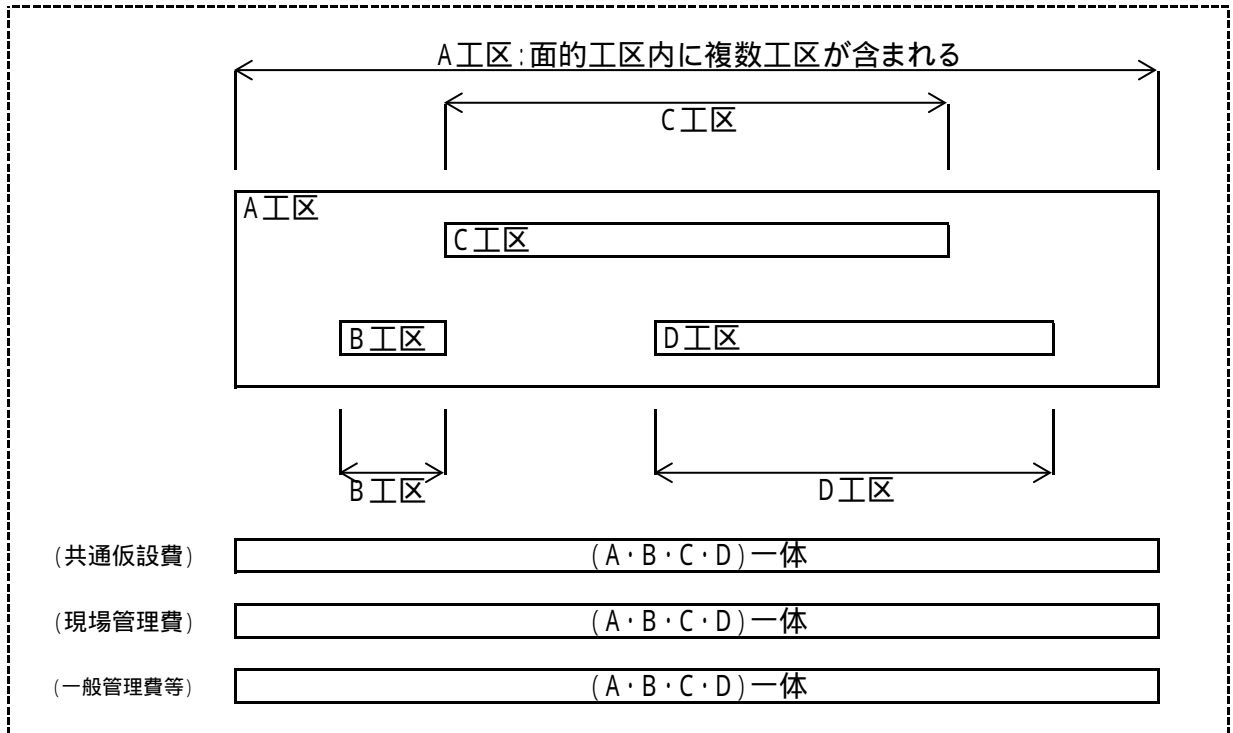 A工区:面的工区内に複数工区が含まれる
C工区
A工区
C工区
B工区
D工区
B工区
D工区
(共通仮設費)
(A・B・C・D)一体
(現場管理費)
(A・B・C・D)一体
(一般管理費等)
(A・B・C・D)一体